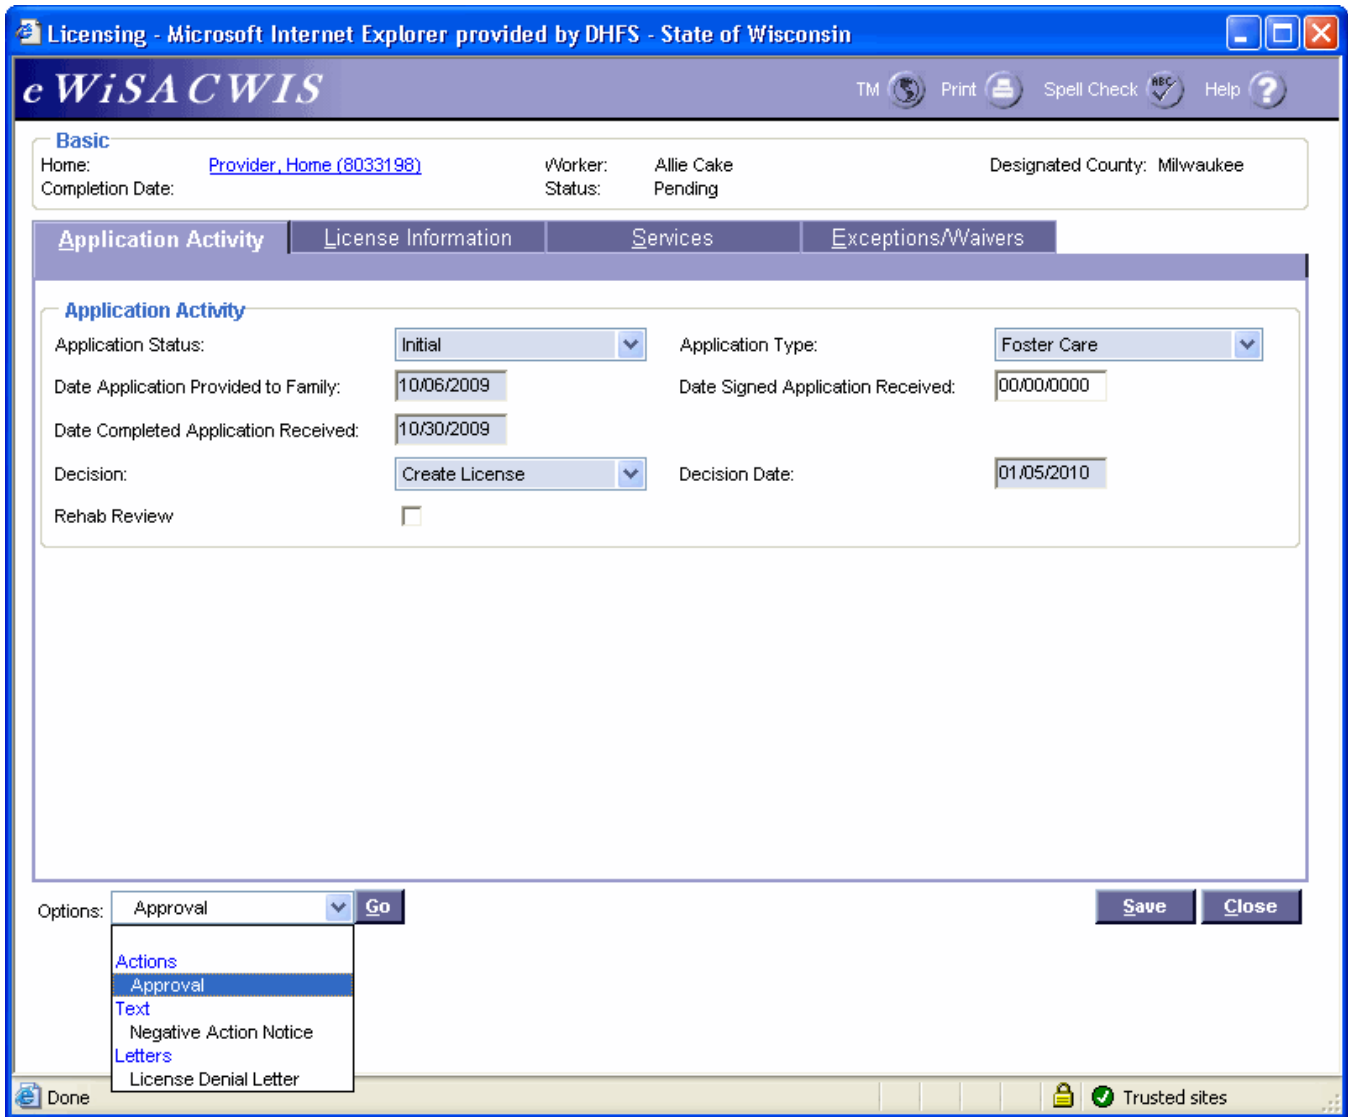 Licensing - Microsoft Internet Explorer provided by DHFS - State of Wisconsin
eWiSACWIS TM Print Spell Check ABC Help ?
Basic
Home: Provider, Home (8033198) Worker: Allie Cake Designated County: Milwaukee
Completion Date: Status: Pending
Application Activity License Information Services Exceptions/Waivers
Application Activity
Application Status: Initial Application Type: Foster Care
Date Application Provided to Family: 10/06/2009 Date Signed Application Received: 00/00/0000
Date Completed Application Received: 10/30/2009
Decision: Create License Decision Date: 01/05/2010
Rehab Review
Options: Approval Go Save Close
Actions
Approval
Text
Negative Action Notice
Letters
License Denial Letter
Done Trusted sites